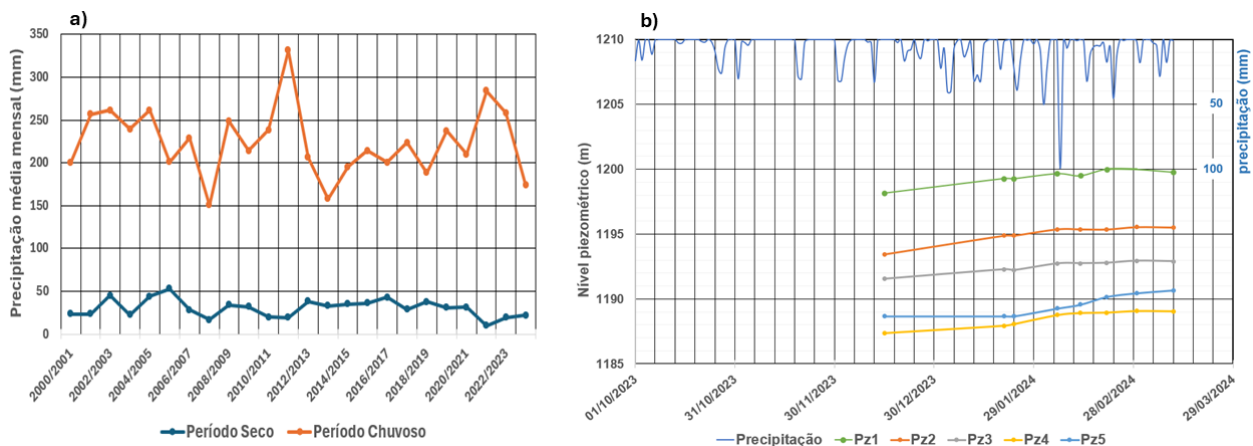 a)
Precipitação média mensal (mm)
350
300
250
200
150
100
50
0
2000/2001
2002/2003
2004/2005
2006/2007
2008/2009
2010/2011
2012/2013
2014/2015
2016/2017
2018/2019
2020/2021
2022/2023
Período Seco
Período Chuvoso
b)
Nível piezométrico (m)
1210
1205
1200
1195
1190
1185
50
100
precipitação (mm)
01/10/2023
31/10/2023
30/11/2023
30/12/2023
29/01/2024
28/02/2024
29/03/2024
Precipitação
Pz1
Pz2
Pz3
Pz4
Pz5